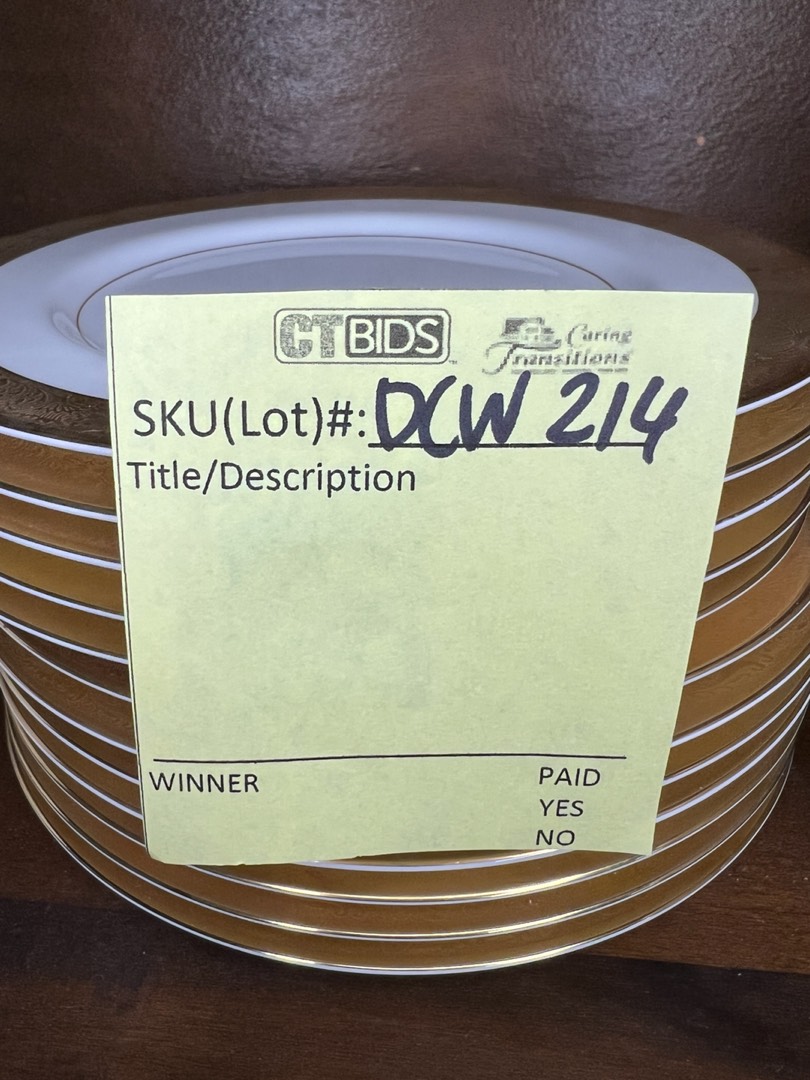 CT BIDS
Caring
Transitions
SKU(Lot)#: DCW 214
Title/Description
WINNER
PAID
YES
NO